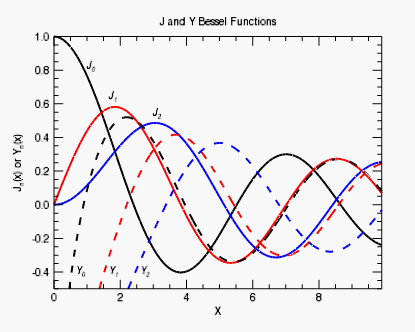 J and Y Bessel Functions
1.0
0.8
0.6
0.4
0.2
0.0
-0.2
-0.4
Jₙ(x) or Yₙ(x)
J₀
J₁
J₂
Y₀
Y₁
Y₂
0 2 4 6 8
X